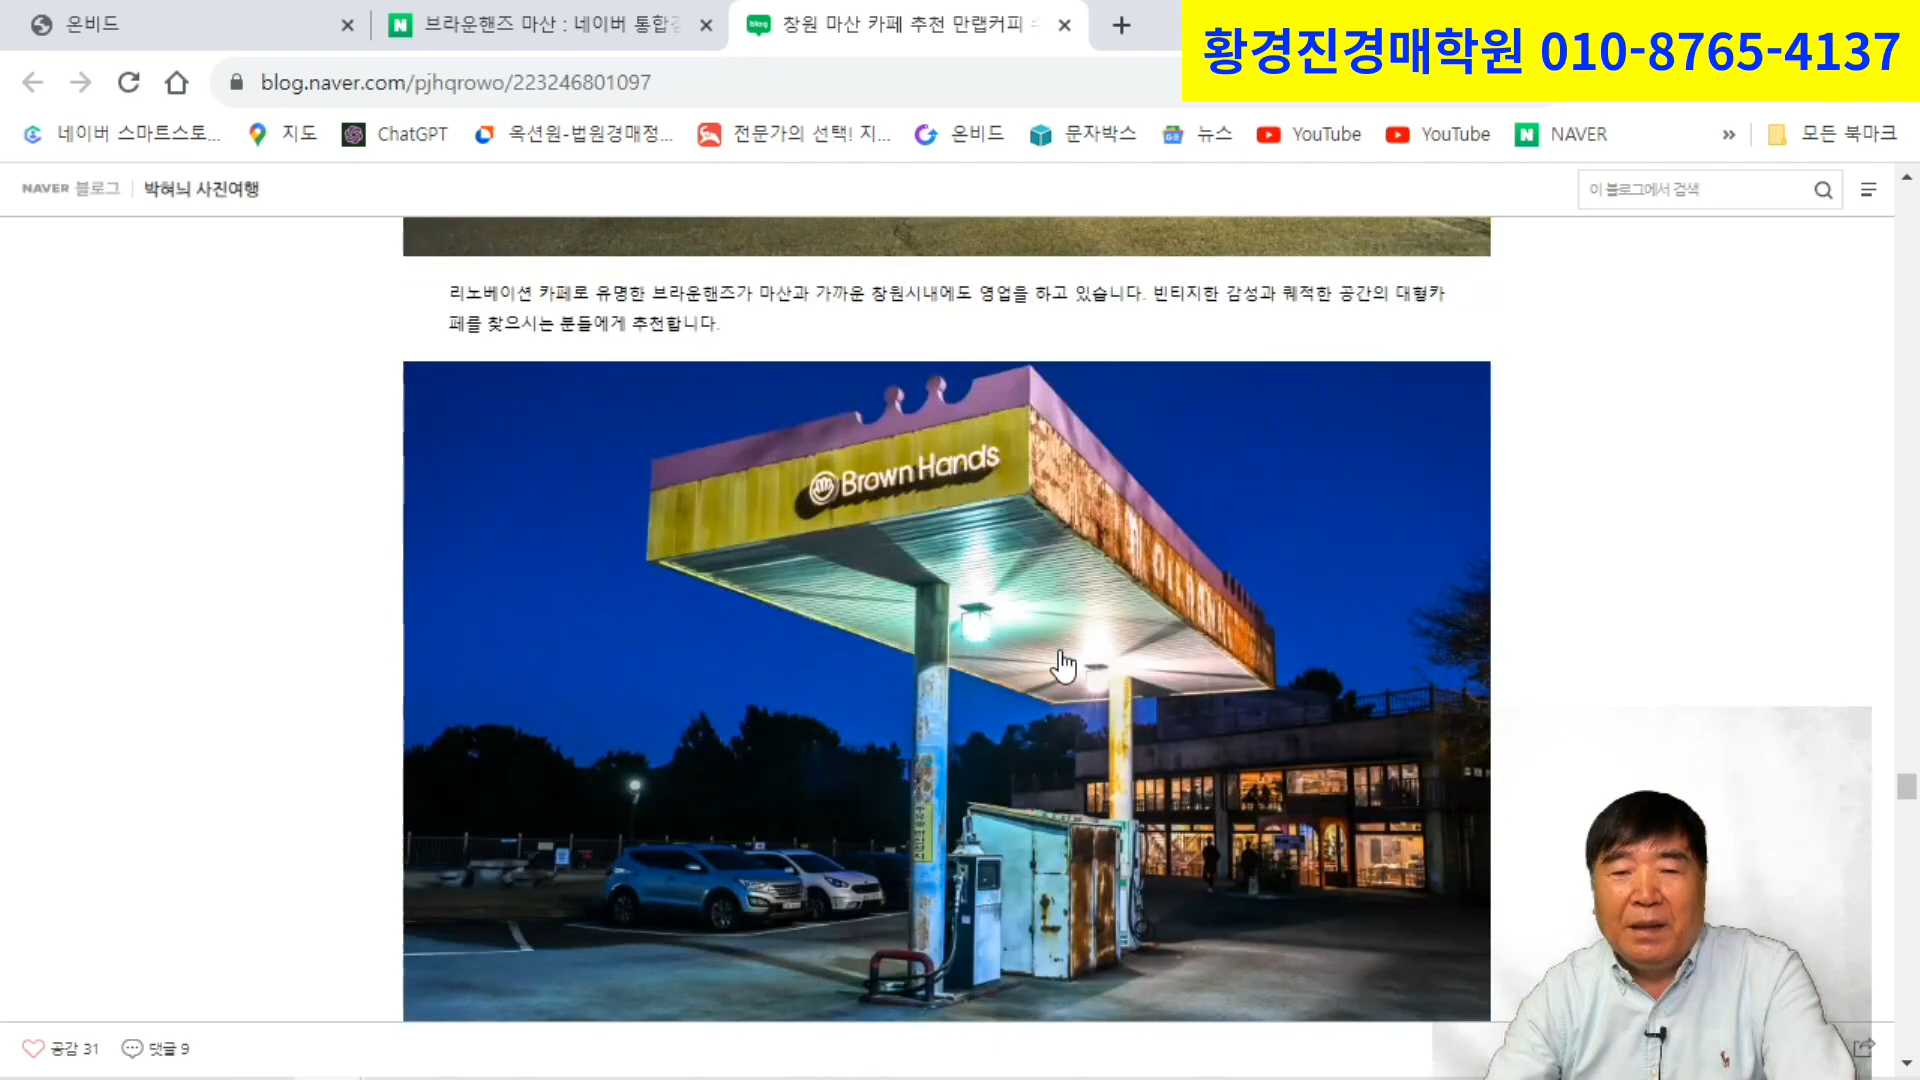 온비드
브라운핸즈 마산 : 네이버 통합검
창원 마산 카페 추천 만랩커피
황경진경매학원 010-8765-4137
blog.naver.com/pjhqrowo/223246801097
네이버 스마트스토...
지도
ChatGPT
옥션원-법원경매정...
전문가의 선택! 지...
온비드
문자박스
뉴스
YouTube
YouTube
NAVER
모든 북마크
NAVER 블로그
박혀늬 사진여행
이 블로그에서 검색
리노베이션 카페로 유명한 브라운핸즈가 마산과 가까운 창원시내에도 영업을 하고 있습니다. 빈티지한 감성과 쾌적한 공간의 대형카
페를 찾으시는 분들에게 추천합니다.
Brown Hands
OILBANK
공감 31
댓글 9